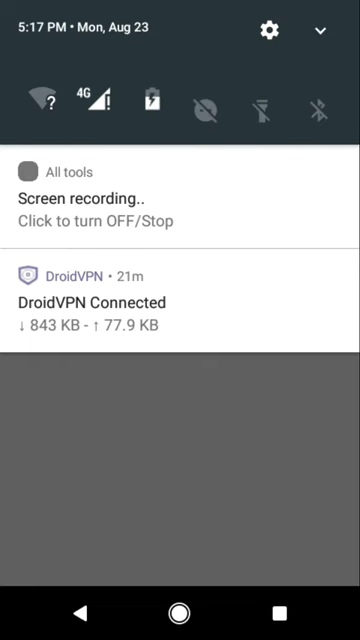 5:17 PM • Mon, Aug 23
4G
All tools
Screen recording..
Click to turn OFF/Stop
DroidVPN • 21m
DroidVPN Connected
↓ 843 KB - ↑ 77.9 KB